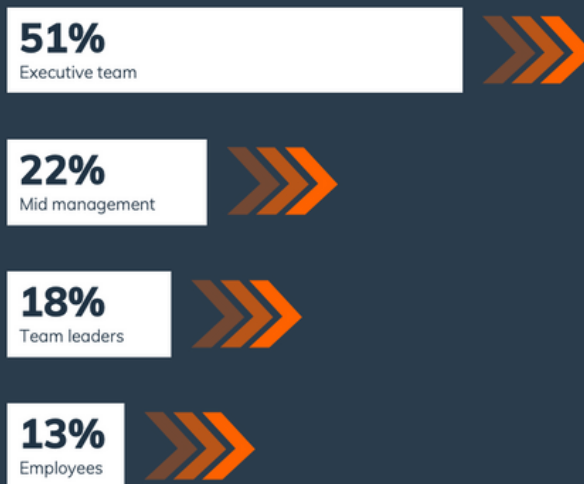 51%
Executive team
22%
Mid management
18%
Team leaders
13%
Employees